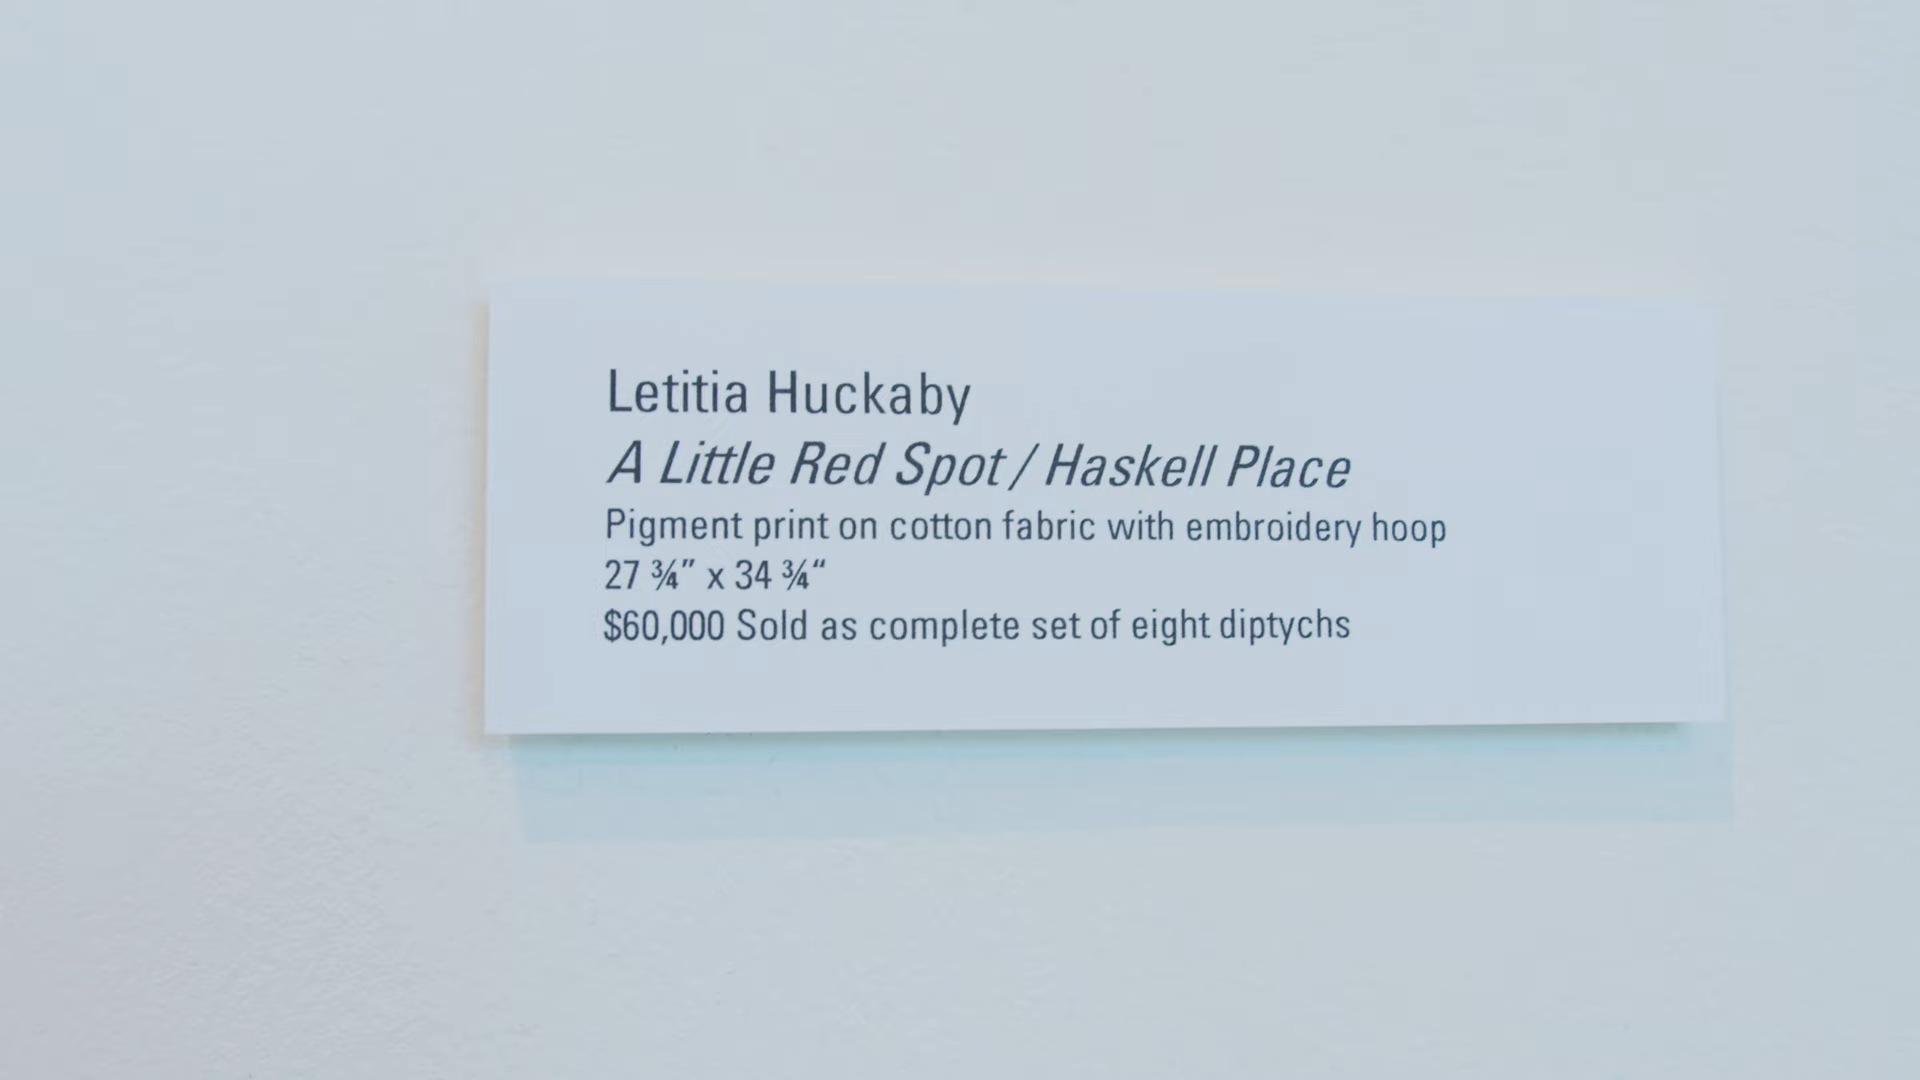 Letitia Huckaby
A Little Red Spot / Haskell Place
Pigment print on cotton fabric with embroidery hoop
27 ¾” x 34 ¾“
$60,000 Sold as complete set of eight diptychs